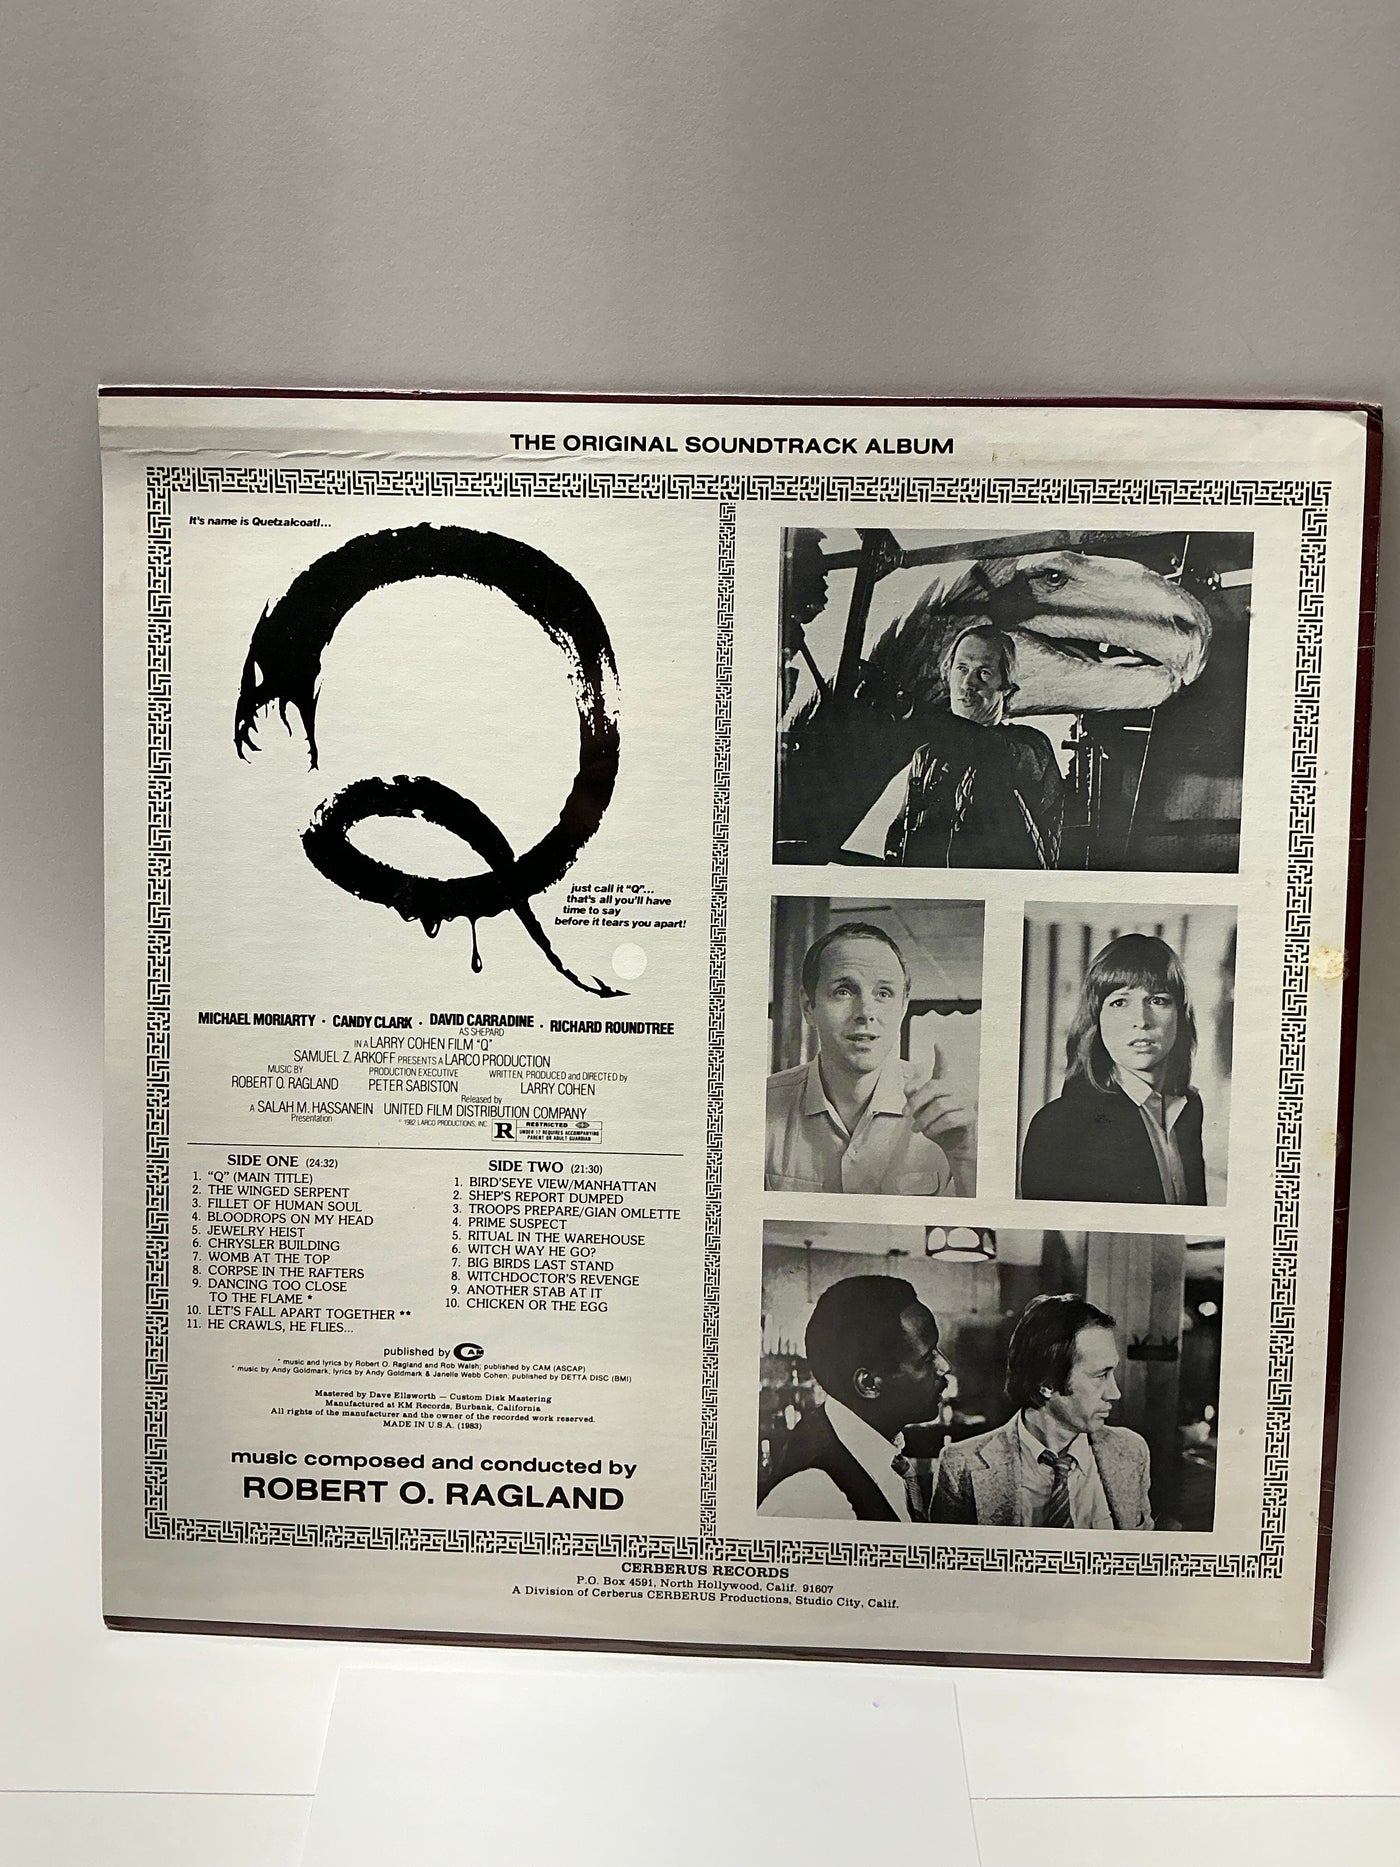 THE ORIGINAL SOUNDTRACK ALBUM
It's name is Quetzalcoatl...
just call it "Q"...
that's all you'll have
time to say
before it tears you apart!
MICHAEL MORIARTY · CANDY CLARK · DAVID CARRADINE · RICHARD ROUNDTREE
AS SHEPARD
IN A LARRY COHEN FILM "Q"
SAMUEL Z. ARKOFF PRESENTS A LARCO PRODUCTION
MUSIC BY PRODUCTION EXECUTIVE WRITTEN, PRODUCED and DIRECTED by
ROBERT O. RAGLAND PETER SABISTON LARRY COHEN
Released by
A SALAH M. HASSANEIN UNITED FILM DISTRIBUTION COMPANY
Presentation
© 1982 LARCO PRODUCTIONS, INC.
R RESTRICTED
UNDER 17 REQUIRES ACCOMPANYING
PARENT OR ADULT GUARDIAN
SIDE ONE (24:32)
1. "Q" (MAIN TITLE)
2. THE WINGED SERPENT
3. FILLET OF HUMAN SOUL
4. BLOODROPS ON MY HEAD
5. JEWELRY HEIST
6. CHRYSLER BUILDING
7. WOMB AT THE TOP
8. CORPSE IN THE RAFTERS
9. DANCING TOO CLOSE
TO THE FLAME *
10. LET'S FALL APART TOGETHER **
11. HE CRAWLS, HE FLIES...
SIDE TWO (21:30)
1. BIRD'SEYE VIEW/MANHATTAN
2. SHEP'S REPORT DUMPED
3. TROOPS PREPARE/GIAN OMLETTE
4. PRIME SUSPECT
5. RITUAL IN THE WAREHOUSE
6. WITCH WAY HE GO?
7. BIG BIRDS LAST STAND
8. WITCHDOCTOR'S REVENGE
9. ANOTHER STAB AT IT
10. CHICKEN OR THE EGG
published by CAM
* music and lyrics by Robert O. Ragland and Rob Walsh; published by CAM (ASCAP)
* music by Andy Goldmark, lyrics by Andy Goldmark & Janelle Webb Cohen; published by DETTA DISC (BMI)
Mastered by Dave Ellsworth — Custom Disk Mastering
Manufactured at KM Records, Burbank, California
All rights of the manufacturer and the owner of the recorded work reserved.
MADE IN U.S.A. (1983)
music composed and conducted by
ROBERT O. RAGLAND
CERBERUS RECORDS
P.O. Box 4591, North Hollywood, Calif. 91607
A Division of Cerberus CERBERUS Productions, Studio City, Calif.